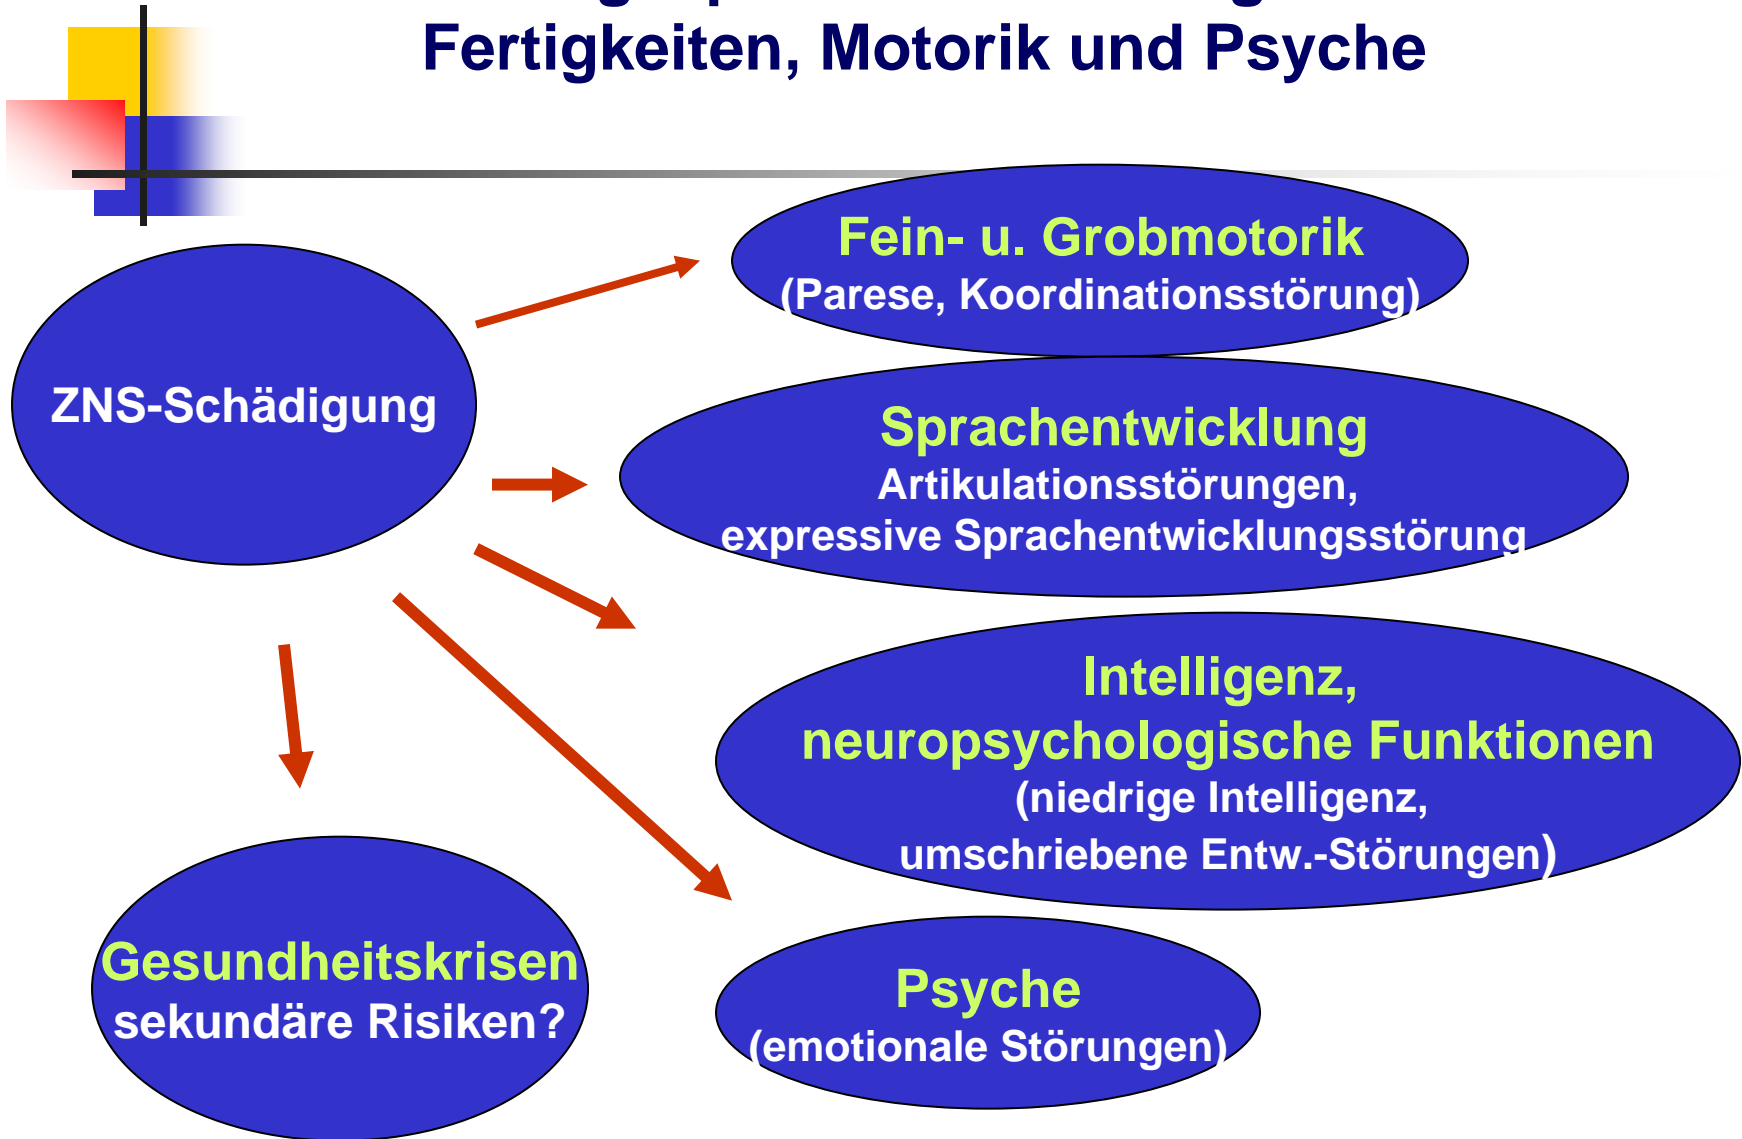 Fertigkeiten, Motorik und Psyche
Fein- u. Grobmotorik
(Parese, Koordinationsstörung)
ZNS-Schädigung
Sprachentwicklung
Artikulationsstörungen,
expressive Sprachentwicklungsstörung
Intelligenz,
neuropsychologische Funktionen
(niedrige Intelligenz,
umschriebene Entw.-Störungen)
Gesundheitskrisen
sekundäre Risiken?
Psyche
(emotionale Störungen)